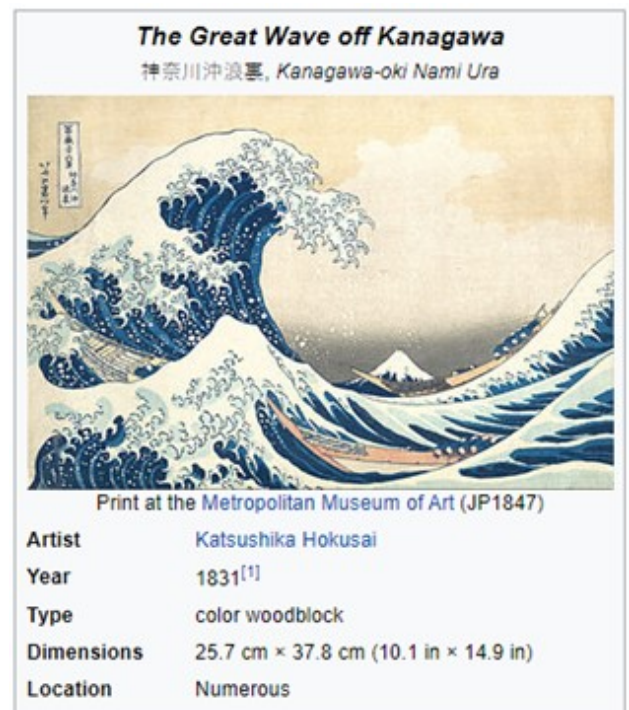 The Great Wave off Kanagawa
神奈川沖浪裏, Kanagawa-oki Nami Ura
Print at the Metropolitan Museum of Art (JP1847)
Artist Katsushika Hokusai
Year 1831[1]
Type color woodblock
Dimensions 25.7 cm × 37.8 cm (10.1 in × 14.9 in)
Location Numerous